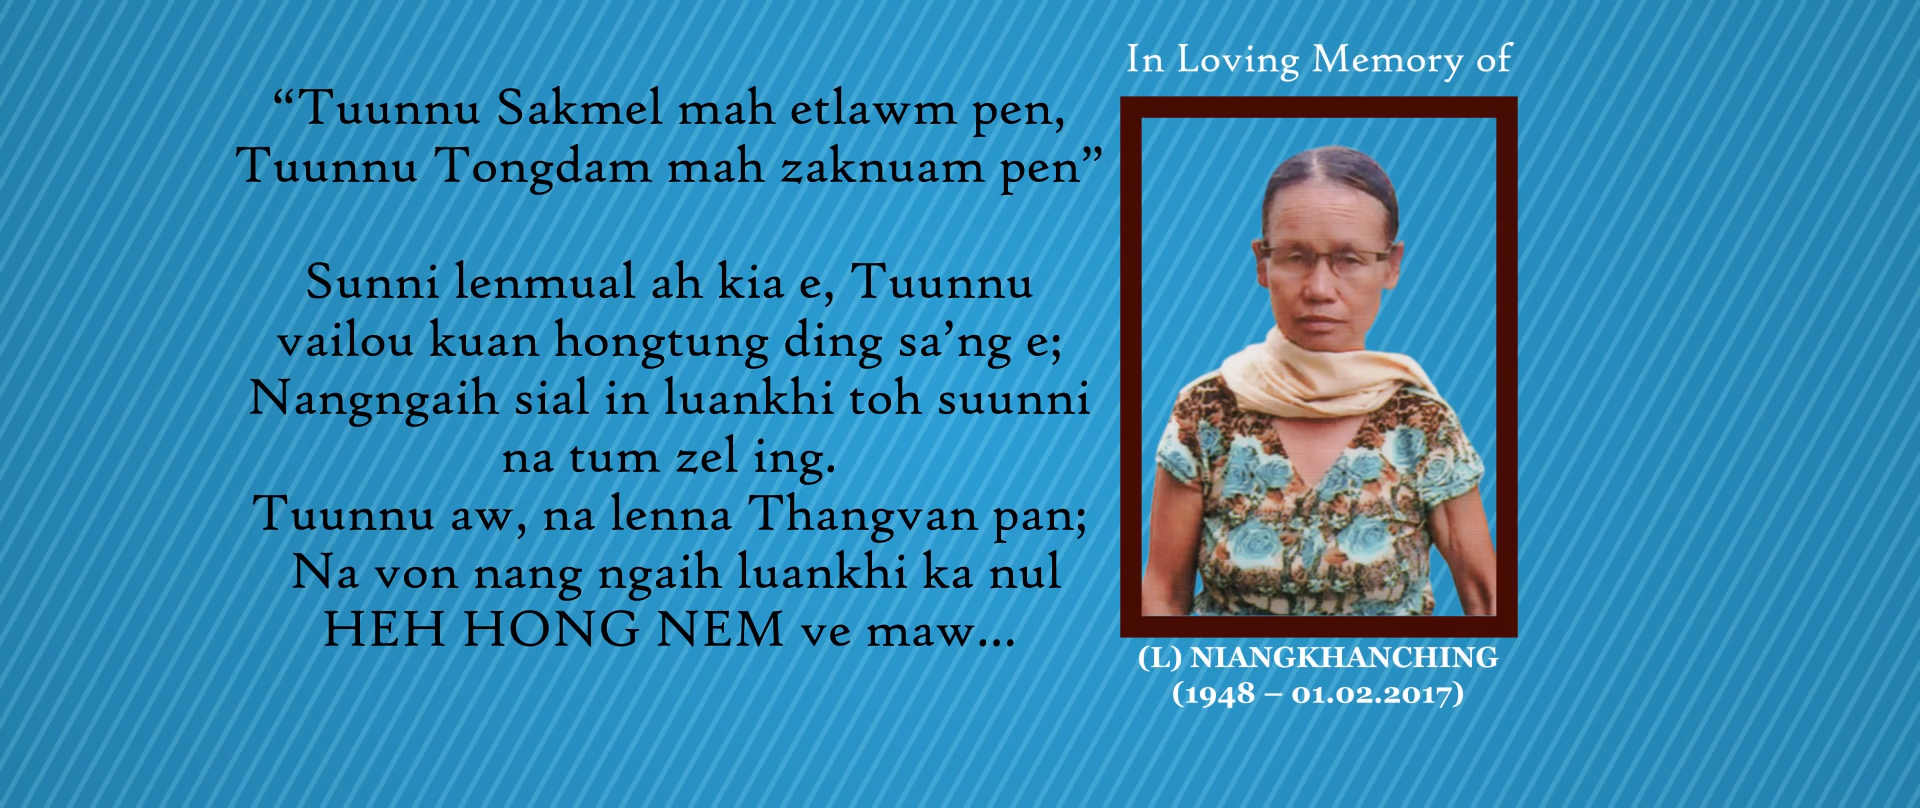 In Loving Memory of
“Tuunnu Sakmel mah etlawm pen,
Tuunnu Tongdam mah zaknuam pen”
Sunni lenmual ah kia e, Tuunnu
vailou kuan hongtung ding sa’ng e;
Nangngaih sial in luankhi toh suunni
na tum zel ing.
Tuunnu aw, na lenna Thangvan pan;
Na von nang ngaih luankhi ka nul
HEH HONG NEM ve maw...
(L) NIANGKHANCHING
(1948 – 01.02.2017)